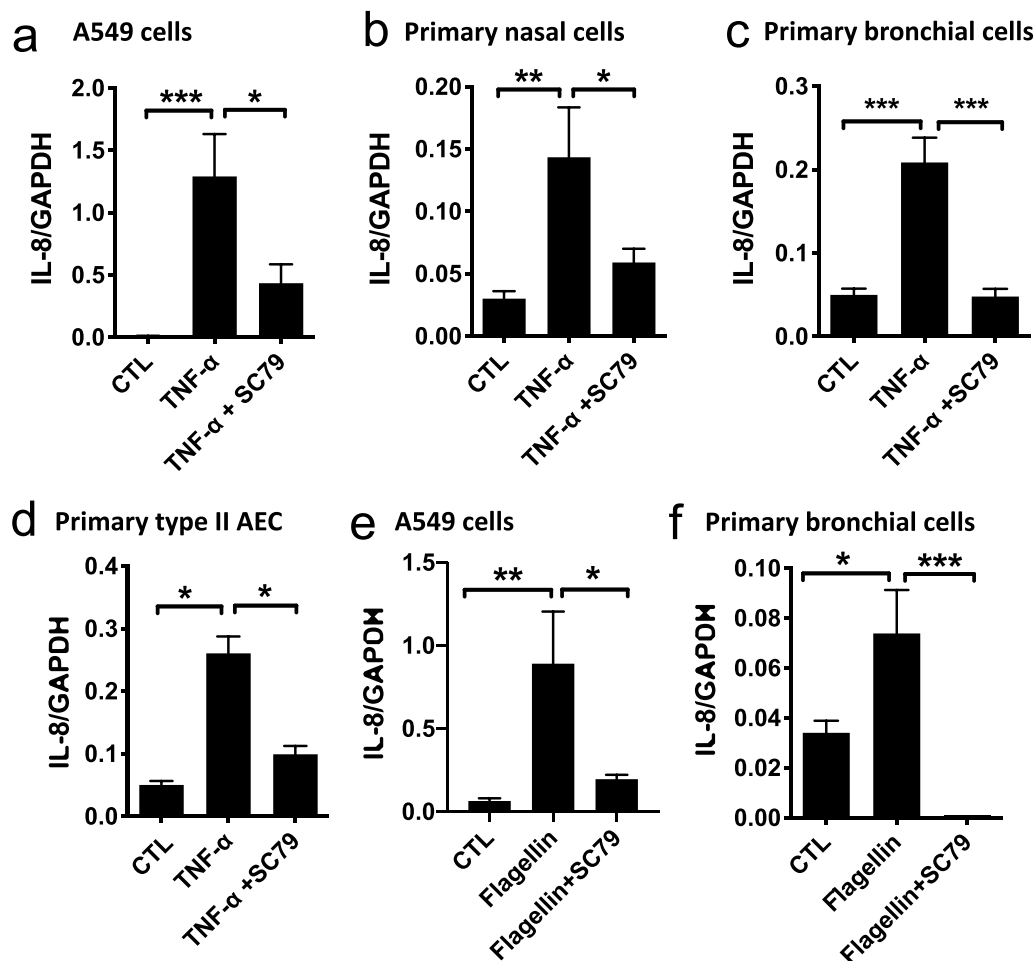 a A549 cells
2.0
1.5
1.0
0.5
0.0
IL-8/GAPDH
*** *
CTL
TNF-α
TNF-α + SC79
b Primary nasal cells
0.20
0.15
0.10
0.05
0.00
IL-8/GAPDH
** *
CTL
TNF-α
TNF-α +SC79
c Primary bronchial cells
0.3
0.2
0.1
0.0
IL-8/GAPDH
*** ***
CTL
TNF-α
TNF-α +SC79
d Primary type II AEC
0.4
0.3
0.2
0.1
0.0
IL-8/GAPDH
* *
CTL
TNF-α
TNF-α +SC79
e A549 cells
1.5
1.0
0.5
0.0
IL-8/GAPDH
** *
CTL
Flagellin
Flagellin+SC79
f Primary bronchial cells
0.10
0.08
0.06
0.04
0.02
0.00
IL-8/GAPDH
* ***
CTL
Flagellin
Flagellin+SC79